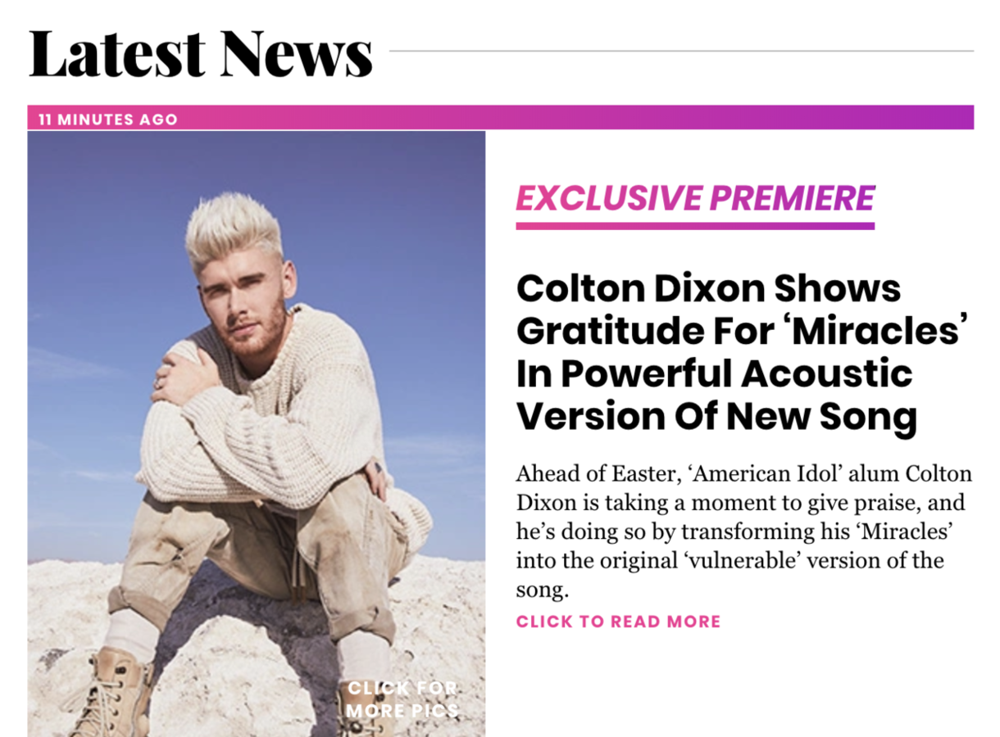 Latest News
11 MINUTES AGO
EXCLUSIVE PREMIERE
Colton Dixon Shows
Gratitude For ‘Miracles’
In Powerful Acoustic
Version Of New Song
Ahead of Easter, ‘American Idol’ alum Colton
Dixon is taking a moment to give praise, and
he’s doing so by transforming his ‘Miracles’
into the original ‘vulnerable’ version of the
song.
CLICK TO READ MORE
CLICK FOR
MORE PICS